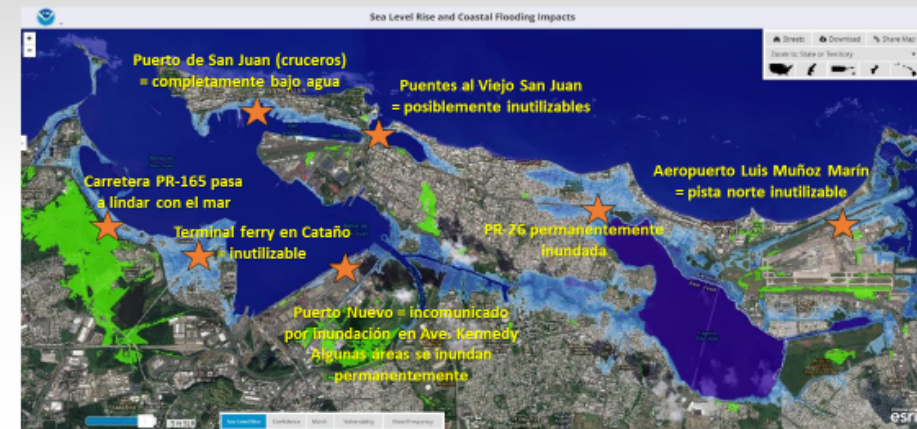 Sea Level Rise and Coastal Flooding Impacts
Streets Download Share Map
Zoom to State or Territory
Puerto de San Juan (cruceros)
= completamente bajo agua
Puentes al Viejo San Juan
= posiblemente inutilizables
Aeropuerto Luis Muñoz Marín
= pista norte inutilizable
Carretera PR-165 pasa
a lindar con el mar
Terminal ferry en Cataño
= inutilizable
PR-26 permanentemente
inundada
Puerto Nuevo = incomunicado
por inundación en Ave. Kennedy
Algunas áreas se inundan
permanentemente
Sea Level Rise Confidence Marsh Vulnerability Flood Frequency
esri